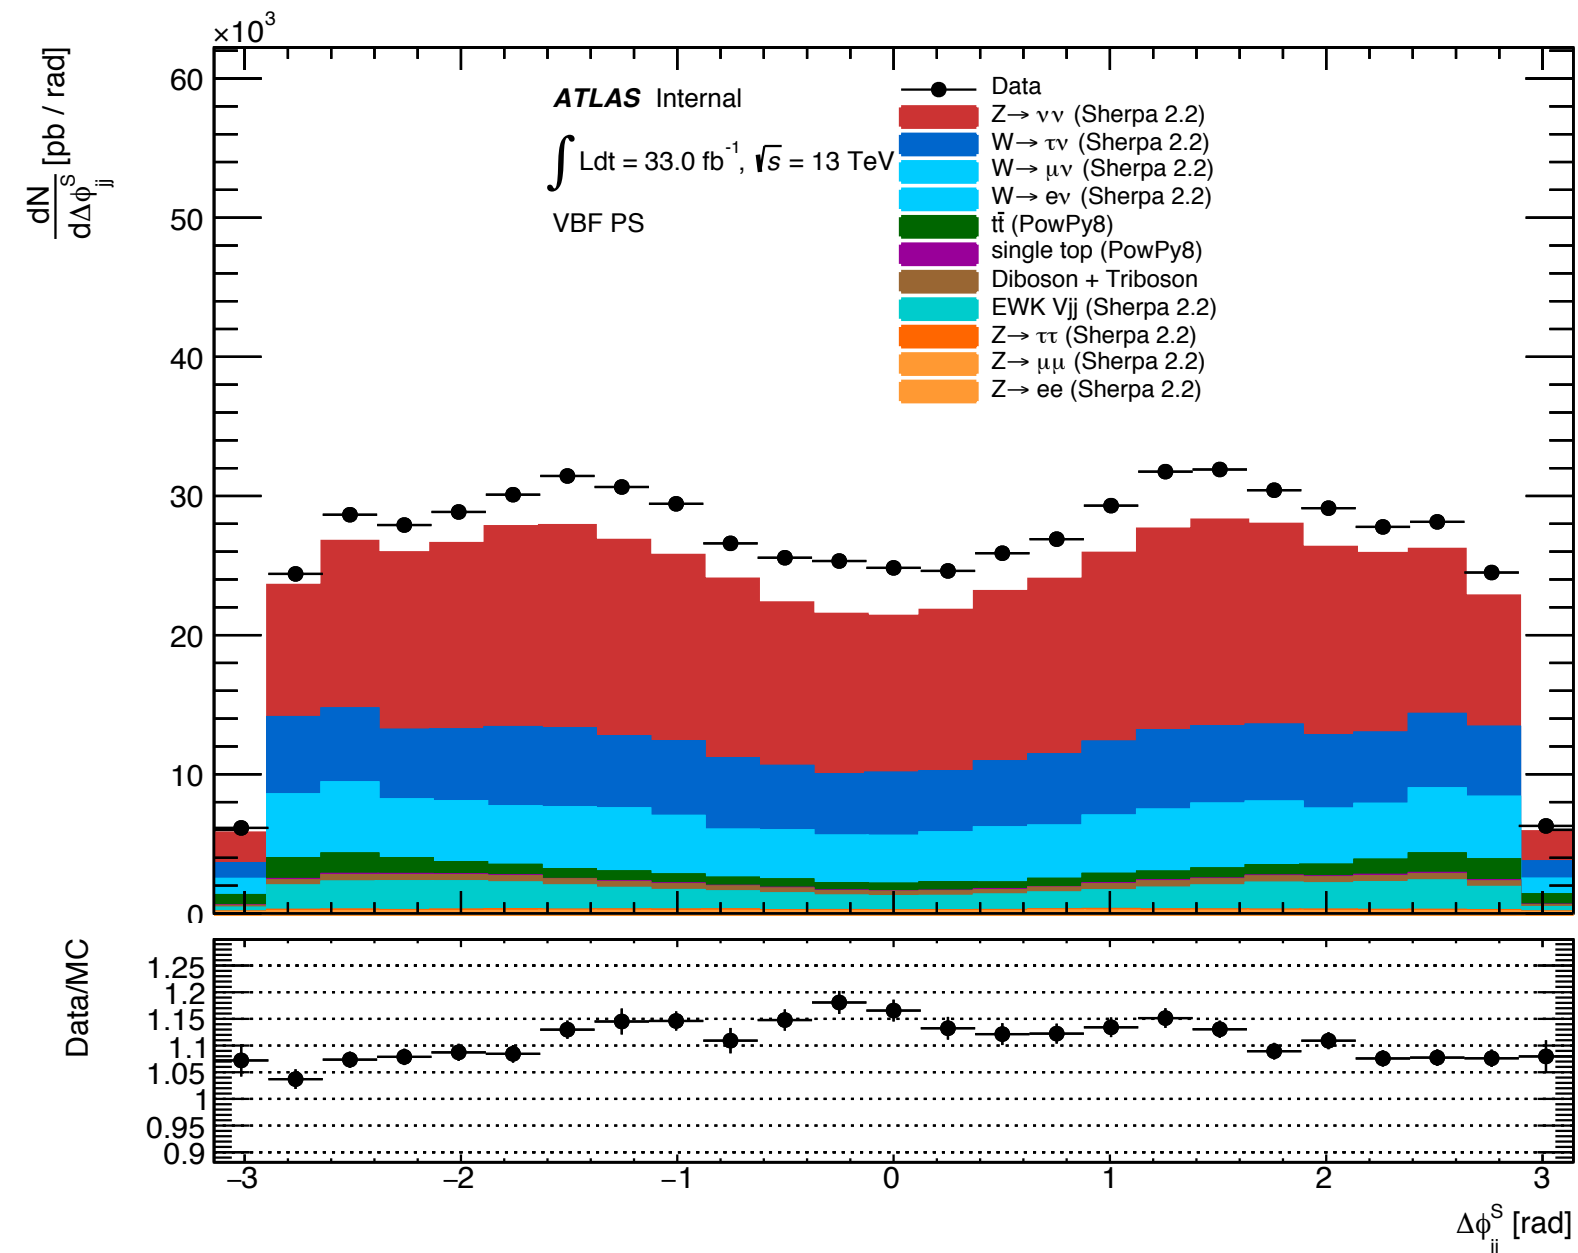 ×10³
dN
dΔφ^S_jj [pb / rad]
60
50
40
30
20
10
0
ATLAS Internal
∫ Ldt = 33.0 fb⁻¹, √s = 13 TeV
VBF PS
Data
Z→ νν (Sherpa 2.2)
W→ τν (Sherpa 2.2)
W→ μν (Sherpa 2.2)
W→ eν (Sherpa 2.2)
tt̄ (PowPy8)
single top (PowPy8)
Diboson + Triboson
EWK Vjj (Sherpa 2.2)
Z→ ττ (Sherpa 2.2)
Z→ μμ (Sherpa 2.2)
Z→ ee (Sherpa 2.2)
Data/MC
1.25
1.2
1.15
1.1
1.05
1
0.95
0.9
−3 −2 −1 0 1 2 3
Δφ^S_jj [rad]